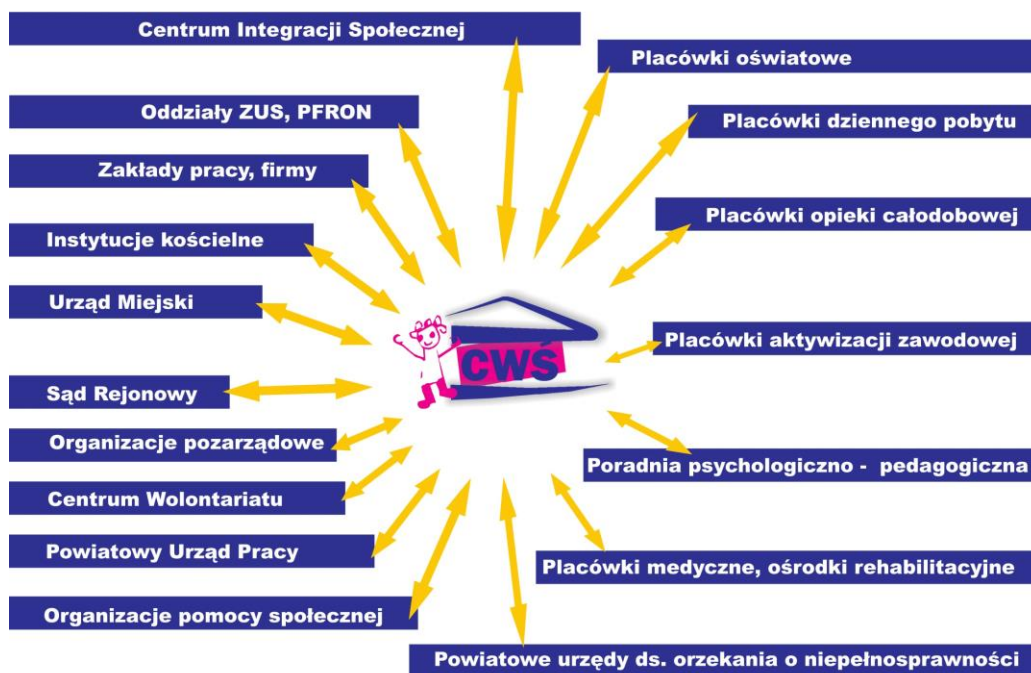 Centrum Integracji Społecznej
Placówki oświatowe
Oddziały ZUS, PFRON
Placówki dziennego pobytu
Zakłady pracy, firmy
Placówki opieki całodobowej
Instytucje kościelne
Urząd Miejski
Placówki aktywizacji zawodowej
CWŚ
Sąd Rejonowy
Organizacje pozarządowe
Poradnia psychologiczno - pedagogiczna
Centrum Wolontariatu
Powiatowy Urząd Pracy
Placówki medyczne, ośrodki rehabilitacyjne
Organizacje pomocy społecznej
Powiatowe urzędy ds. orzekania o niepełnosprawności